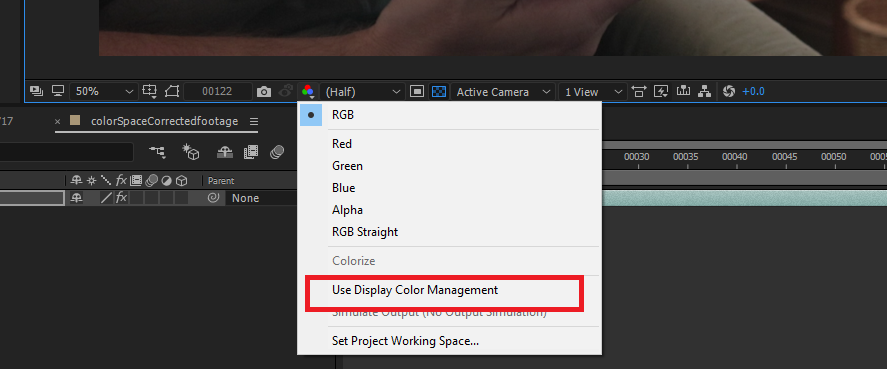 50% 00122 (Half) Active Camera 1 View +0.0
/17 × colorSpaceCorrectedfootage
RGB
Red
Green
Blue
Alpha
RGB Straight
Colorize
Use Display Color Management
Simulate Output (No Output Simulation)
Set Project Working Space...
00030 00035 00040 00045 00050
fx Parent
fx None